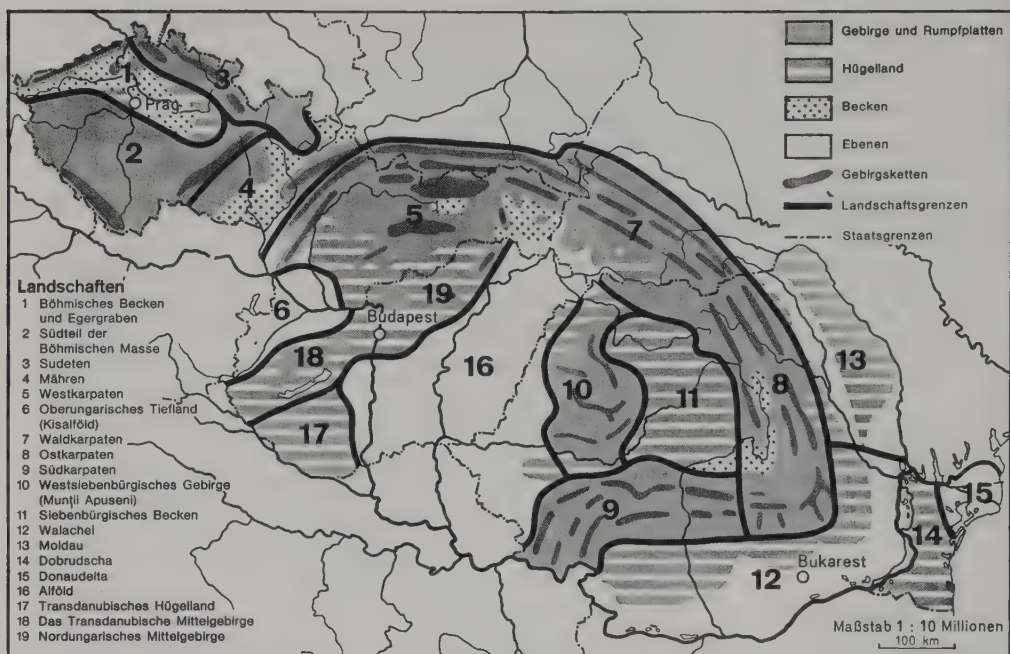 Gebirge und Rumpfplatten
Hügelland
Becken
Ebenen
Gebirgsketten
Landschaftsgrenzen
Staatsgrenzen
1
Prag
3
2
4
5
7
6
19
Budapest
18
16
17
10
11
8
13
9
15
14
12
Bukarest
Landschaften
1 Böhmisches Becken
und Egergraben
2 Südteil der
Böhmischen Masse
3 Sudeten
4 Mähren
5 Westkarpaten
6 Oberungarisches Tiefland
(Kisalföld)
7 Waldkarpaten
8 Ostkarpaten
9 Südkarpaten
10 Westsiebenbürgisches Gebirge
(Munții Apuseni)
11 Siebenbürgisches Becken
12 Walachei
13 Moldau
14 Dobrudscha
15 Donaudelta
16 Alföld
17 Transdanubisches Hügelland
18 Das Transdanubische Mittelgebirge
19 Nordungarisches Mittelgebirge
Maßstab 1 : 10 Millionen
100 km